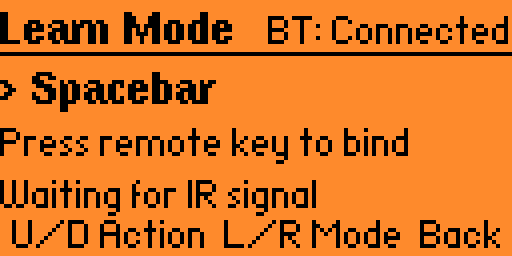 Learn Mode BT: Connected
> Spacebar
Press remote key to bind
Waiting for IR signal
U/D Action L/R Mode Back